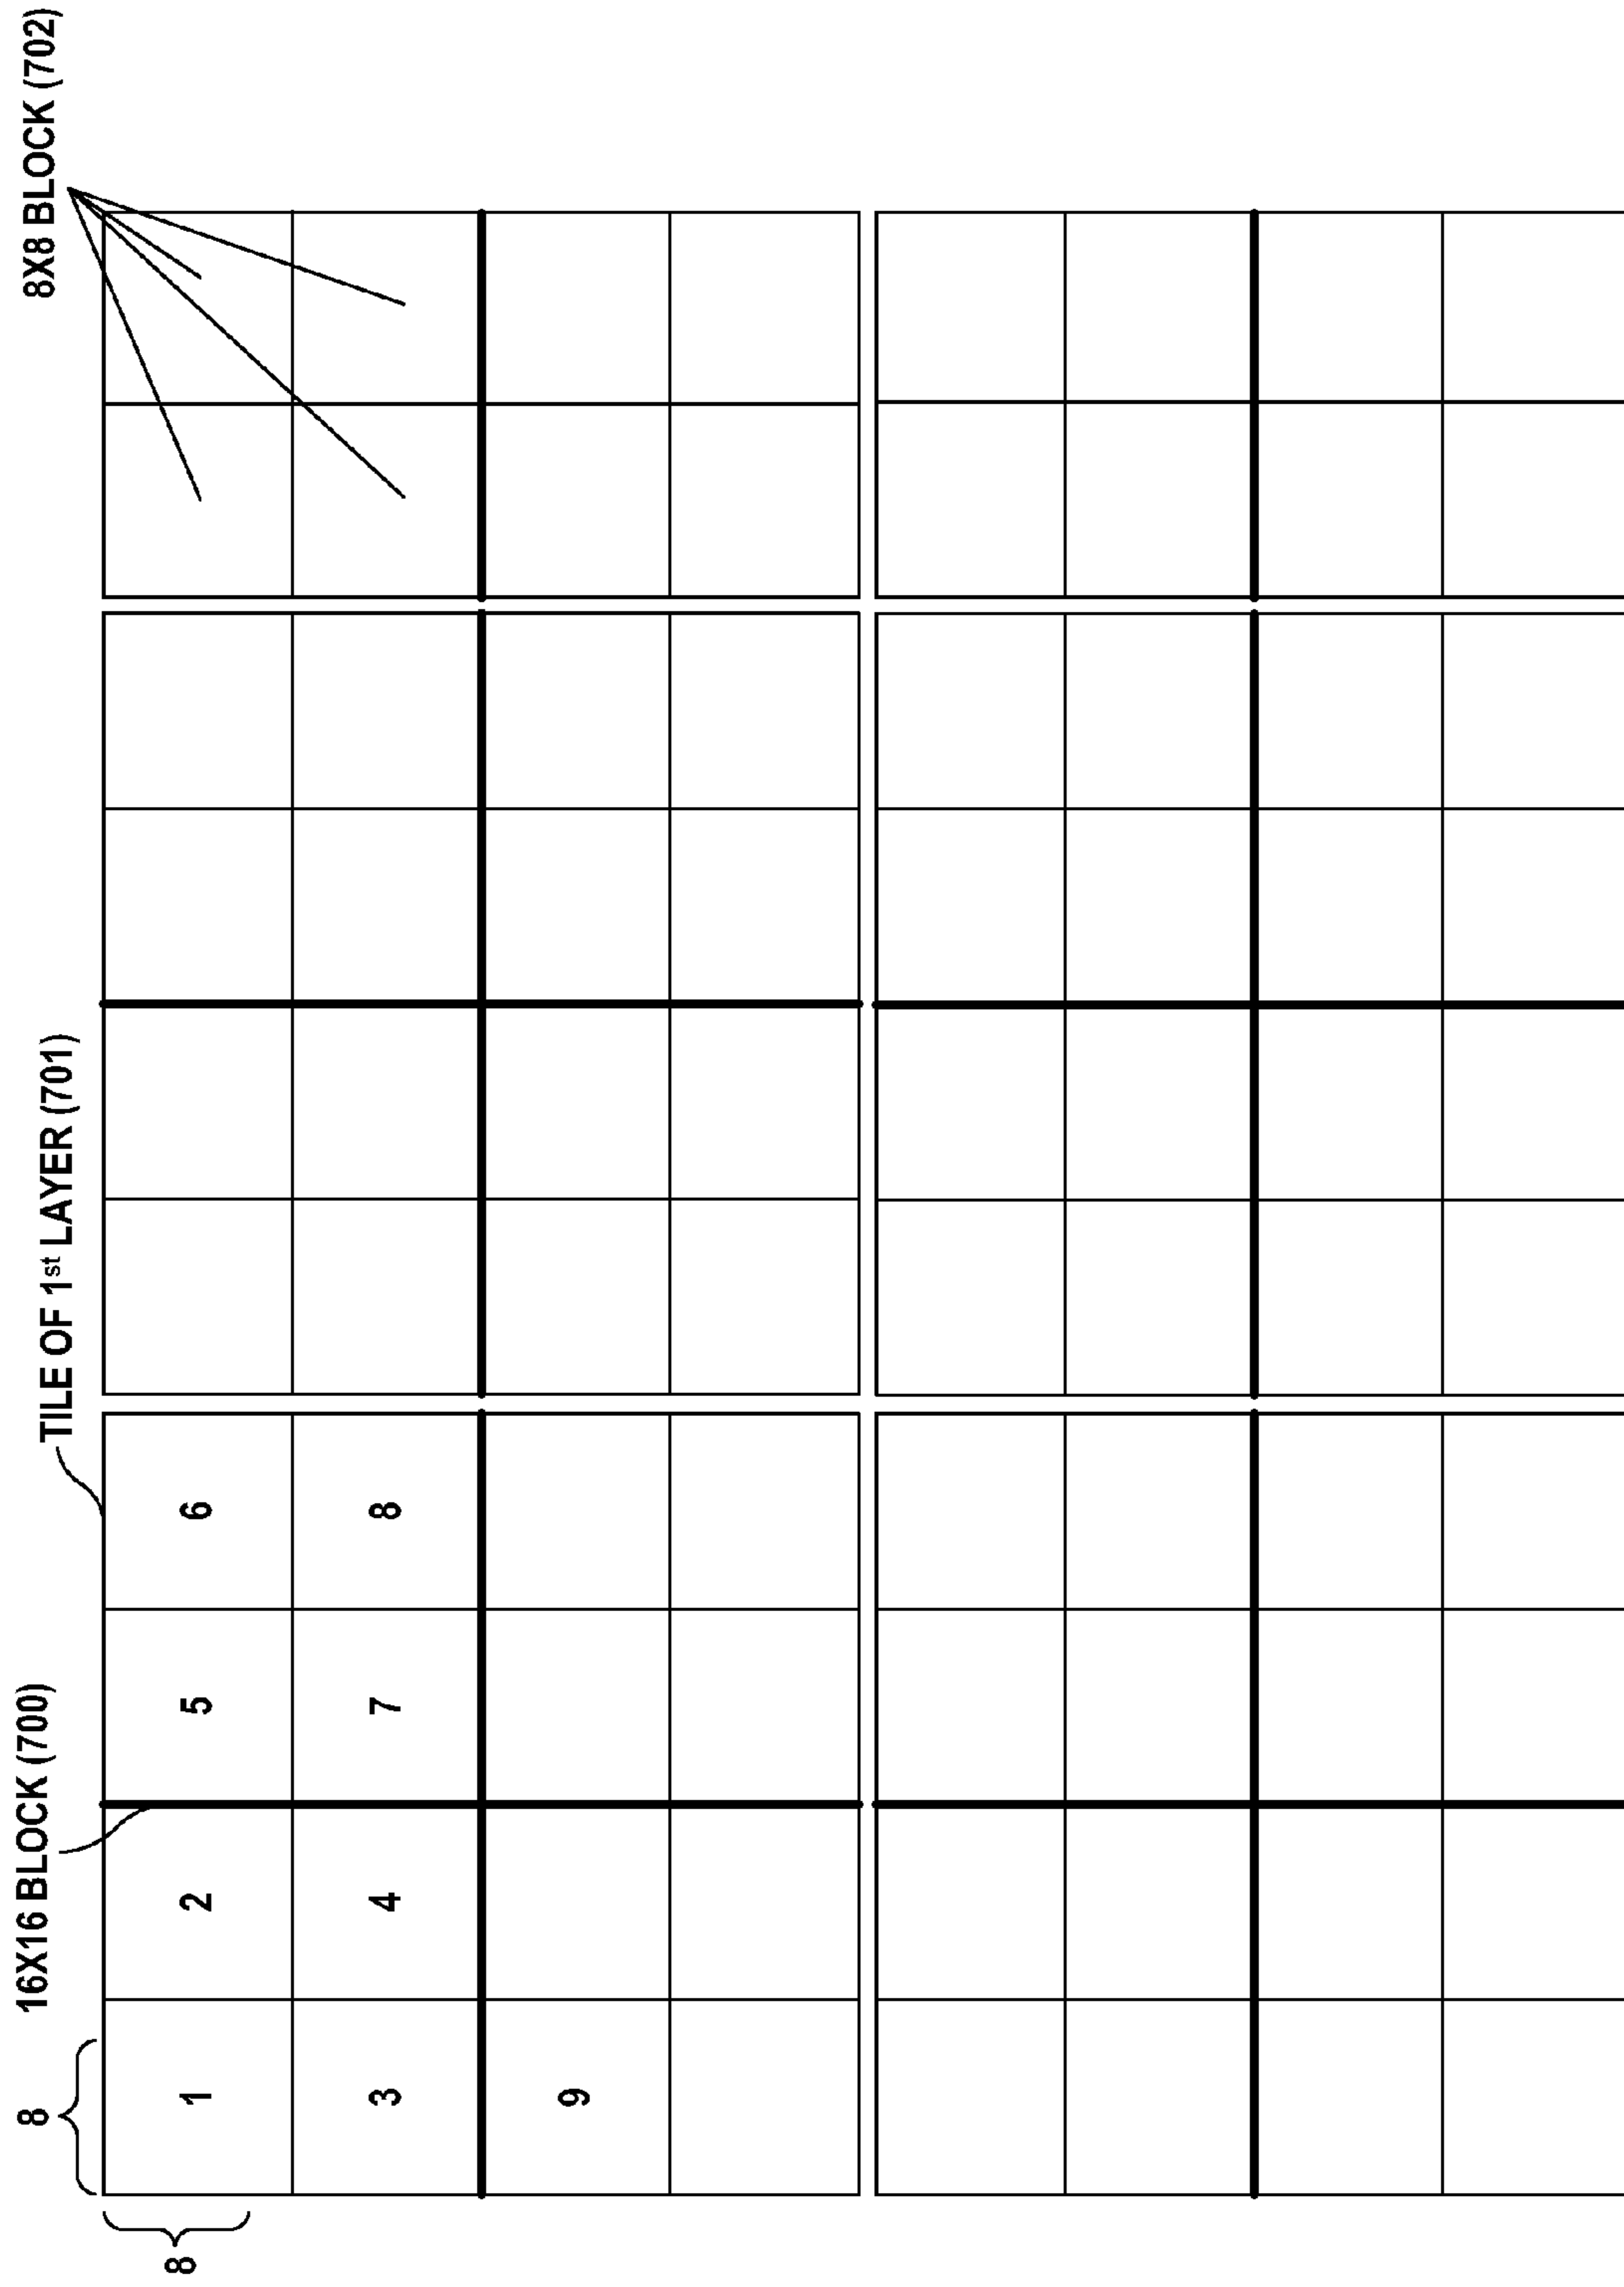 8
16X16 BLOCK (700)
TILE OF 1st LAYER (701)
8X8 BLOCK (702)
8
1 2 5 6
3 4 7 8
9